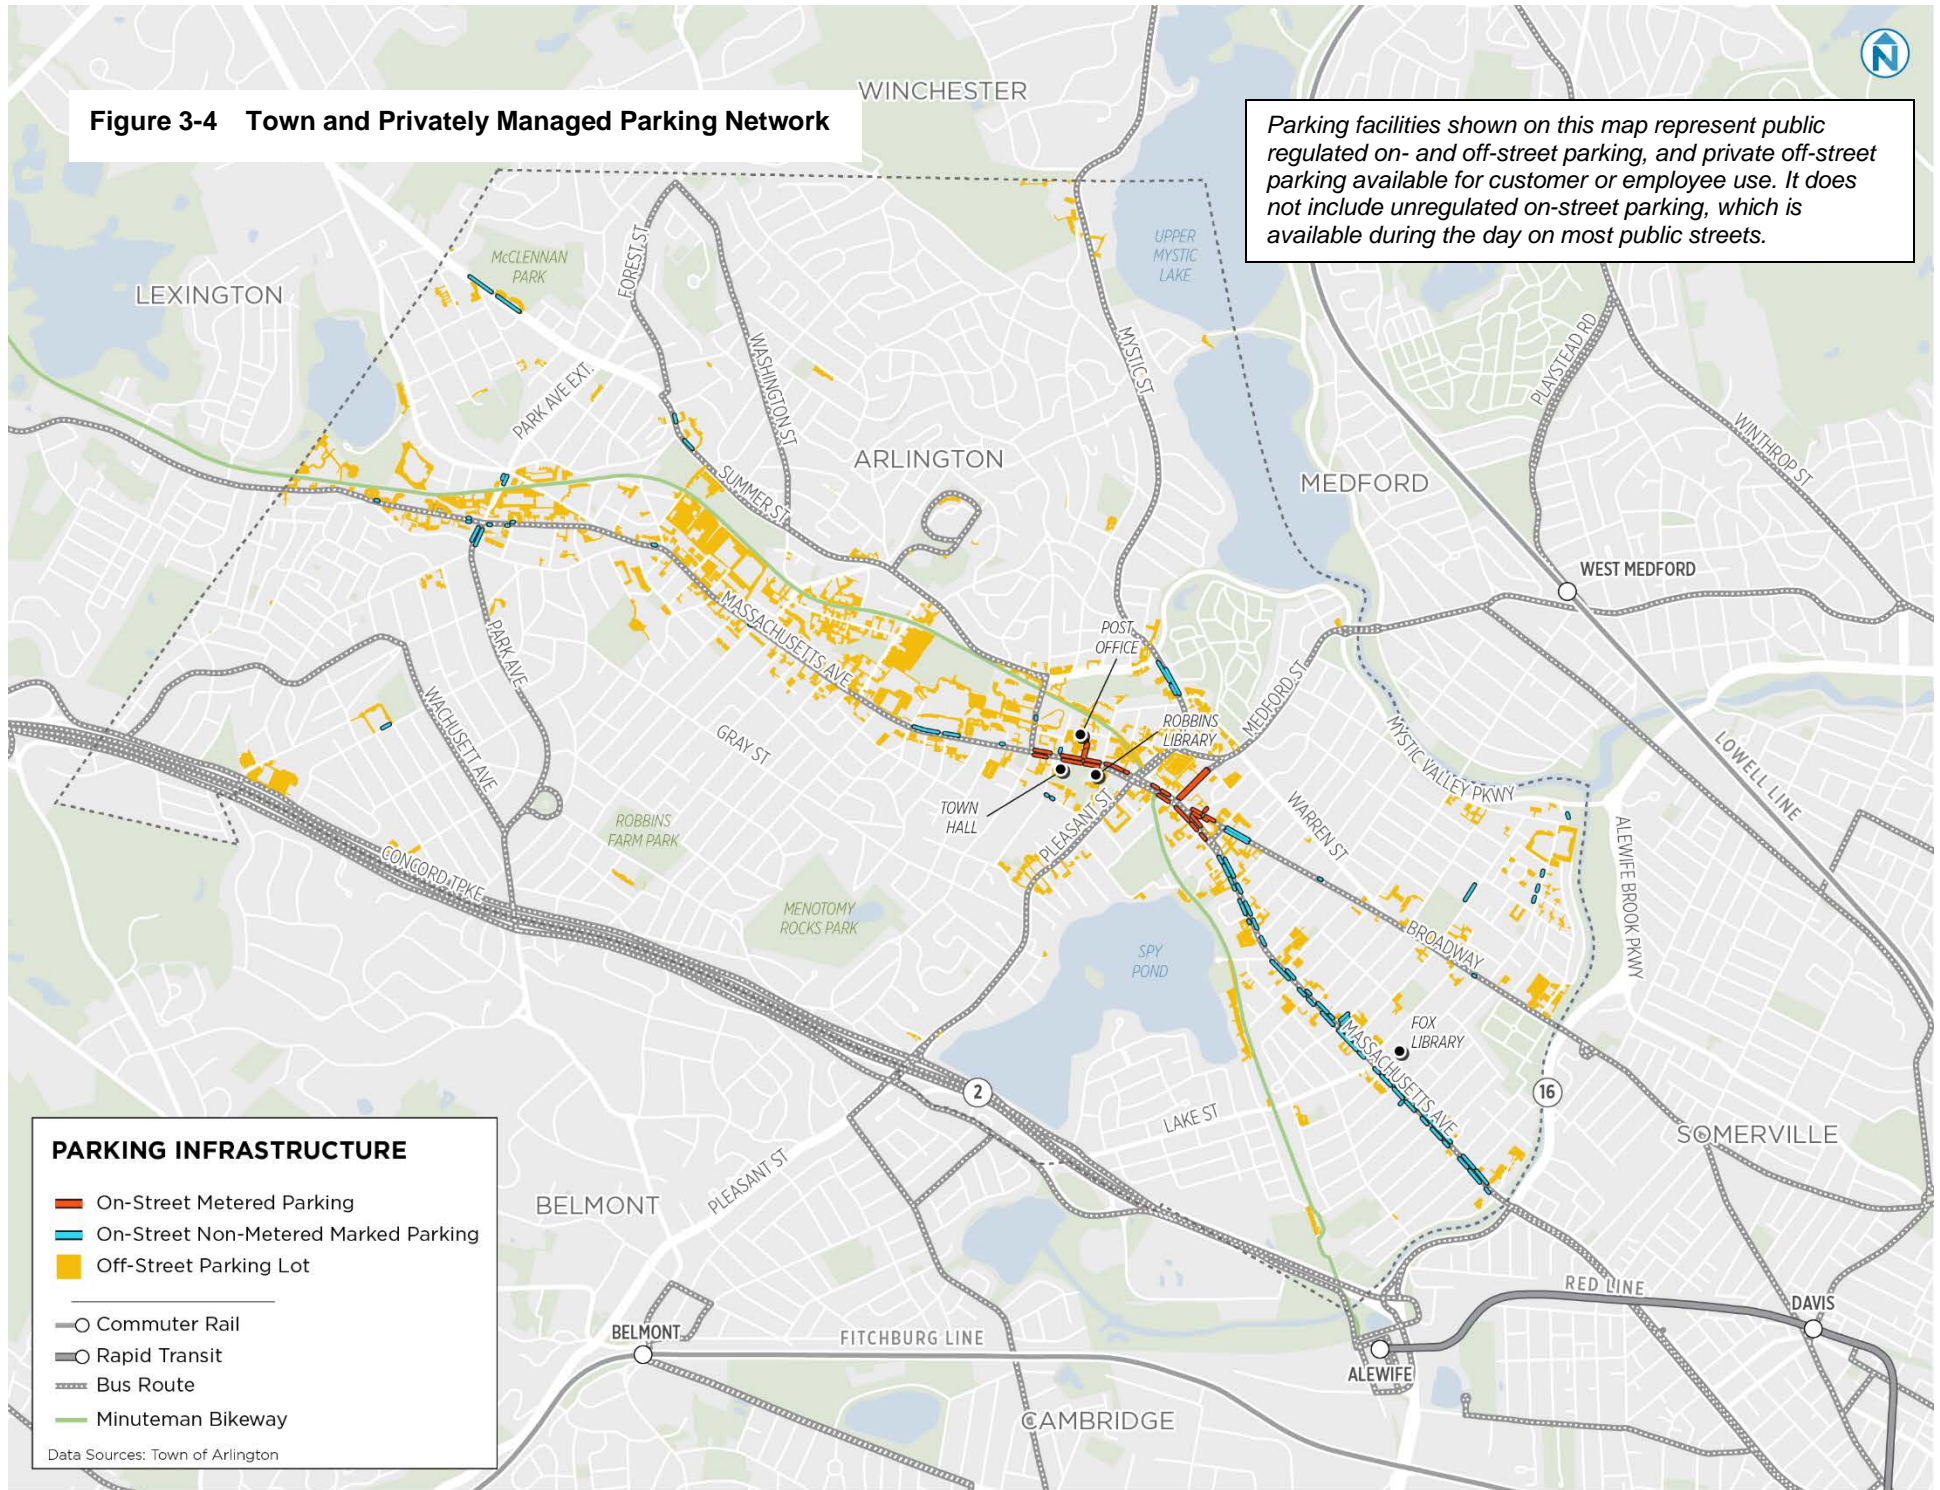 Figure 3-4 Town and Privately Managed Parking Network
WINCHESTER
N
Parking facilities shown on this map represent public
regulated on- and off-street parking, and private off-street
parking available for customer or employee use. It does
not include unregulated on-street parking, which is
available during the day on most public streets.
UPPER
MYSTIC
LAKE
McCLENNAN
PARK
FOREST ST
LEXINGTON
WASHINGTON ST
MYSTIC ST
PLAYSTEAD RD
PARK AVE EXT.
WINTHROP ST
ARLINGTON
MEDFORD
SUMMER ST
WEST MEDFORD
MASSACHUSETTS AVE
PARK AVE
POST
OFFICE
MEDFORD ST
WACHUSETT AVE
GRAY ST
ROBBINS
LIBRARY
MYSTIC VALLEY PKWY
LOWELL LINE
TOWN
HALL
PLEASANT ST
WARREN ST
ROBBINS
FARM PARK
ALEWIFE BROOK PKWY
CONCORD TPKE
MENOTOMY
ROCKS PARK
SPY
POND
BROADWAY
FOX
LIBRARY
MASSACHUSETTS AVE
2
16
LAKE ST
SOMERVILLE
PLEASANT ST
BELMONT
RED LINE
DAVIS
BELMONT
FITCHBURG LINE
ALEWIFE
CAMBRIDGE
PARKING INFRASTRUCTURE
On-Street Metered Parking
On-Street Non-Metered Marked Parking
Off-Street Parking Lot
Commuter Rail
Rapid Transit
Bus Route
Minuteman Bikeway
Data Sources: Town of Arlington